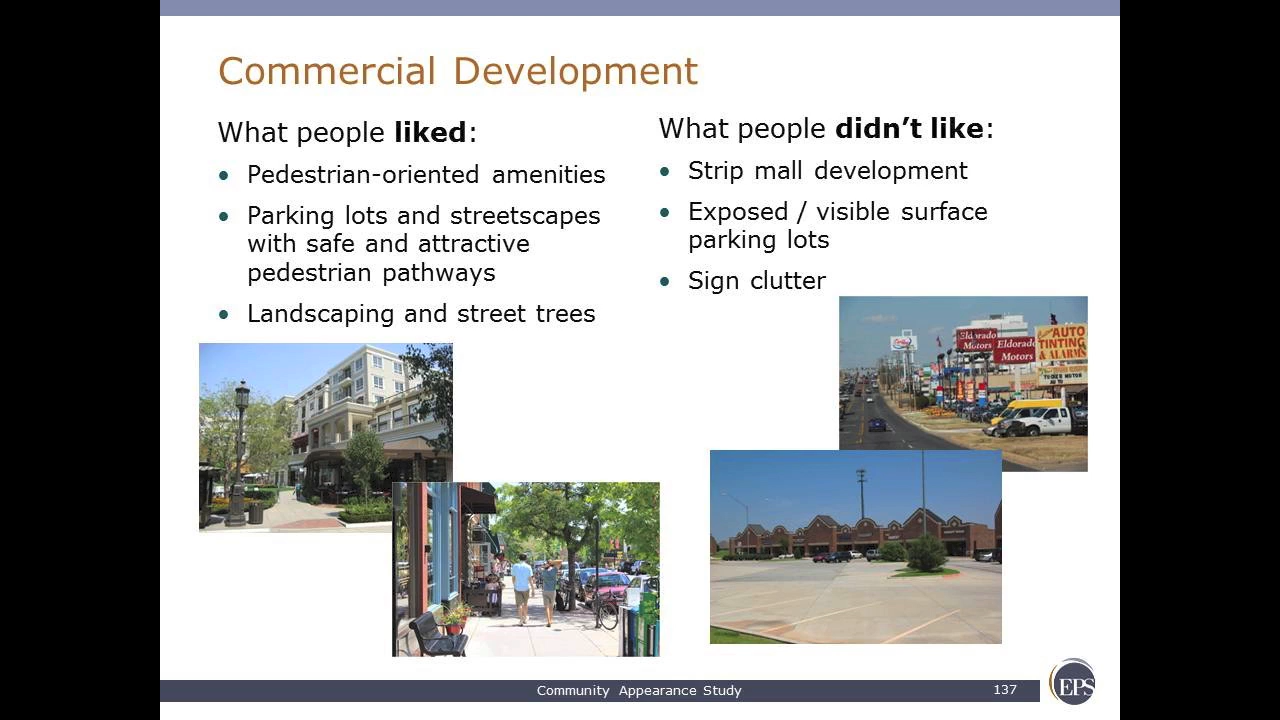 Commercial Development
What people liked:
• Pedestrian-oriented amenities
• Parking lots and streetscapes
with safe and attractive
pedestrian pathways
• Landscaping and street trees
What people didn’t like:
• Strip mall development
• Exposed / visible surface
parking lots
• Sign clutter
Eldorado
Motors
Eldorado
Motors
AUTO
TINTING
& ALARMS
Community Appearance Study
137
EPS